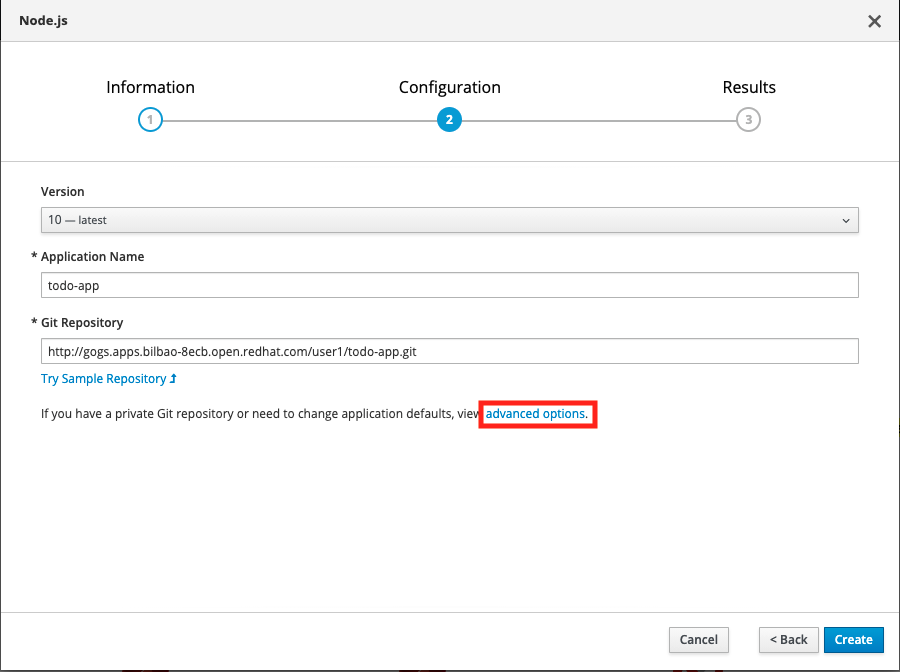 Node.js
Information Configuration Results
1 2 3
Version
10 — latest
* Application Name
todo-app
* Git Repository
http://gogs.apps.bilbao-8ecb.open.redhat.com/user1/todo-app.git
Try Sample Repository
If you have a private Git repository or need to change application defaults, view advanced options.
Cancel < Back Create